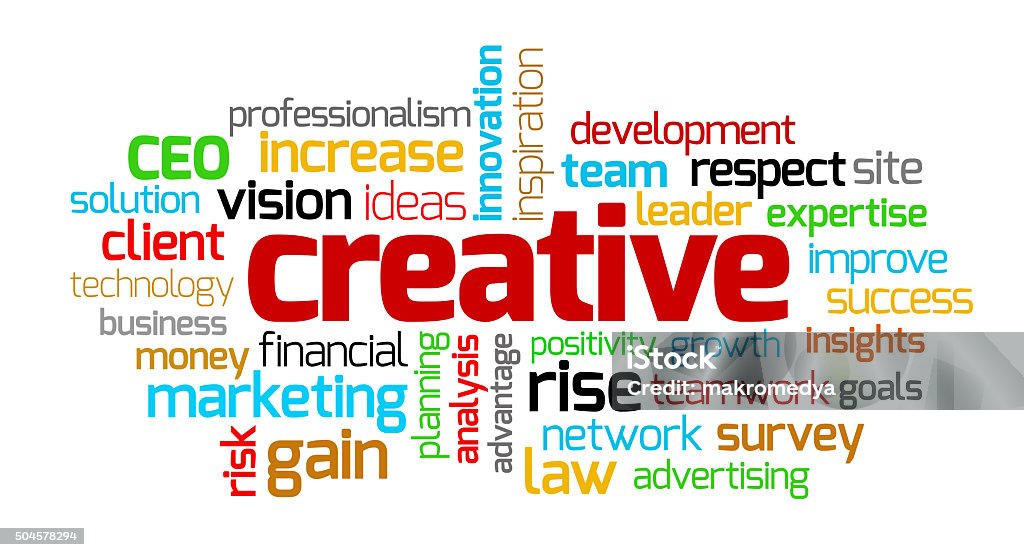 innovation
inspiration
professionalism
development
CEO
increase
team
respect
site
solution
vision
ideas
leader
expertise
client
creative
improve
technology
success
business
money
financial
planning
analysis
advantage
positivity
growth
insights
iStock
Credit: makromedya
marketing
rise
teamwork
goals
risk
gain
network
survey
law
advertising
504578294